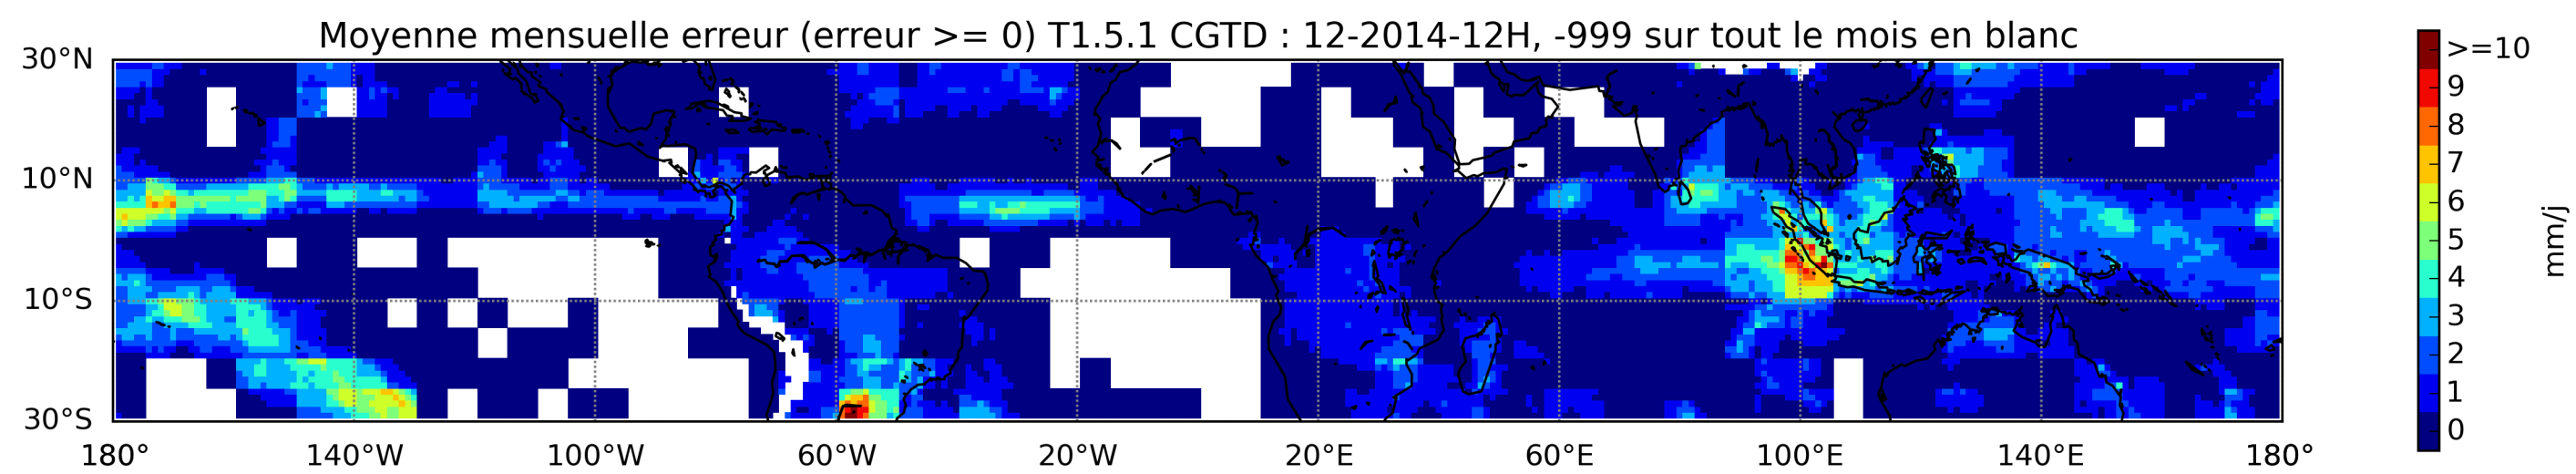 Moyenne mensuelle erreur (erreur >= 0) T1.5.1 CGTD : 12-2014-12H, -999 sur tout le mois en blanc
30°N
10°N
10°S
30°S
180° 140°W 100°W 60°W 20°W 20°E 60°E 100°E 140°E 180°
>=10
9
8
7
6
5
4
3
2
1
0
mm/j